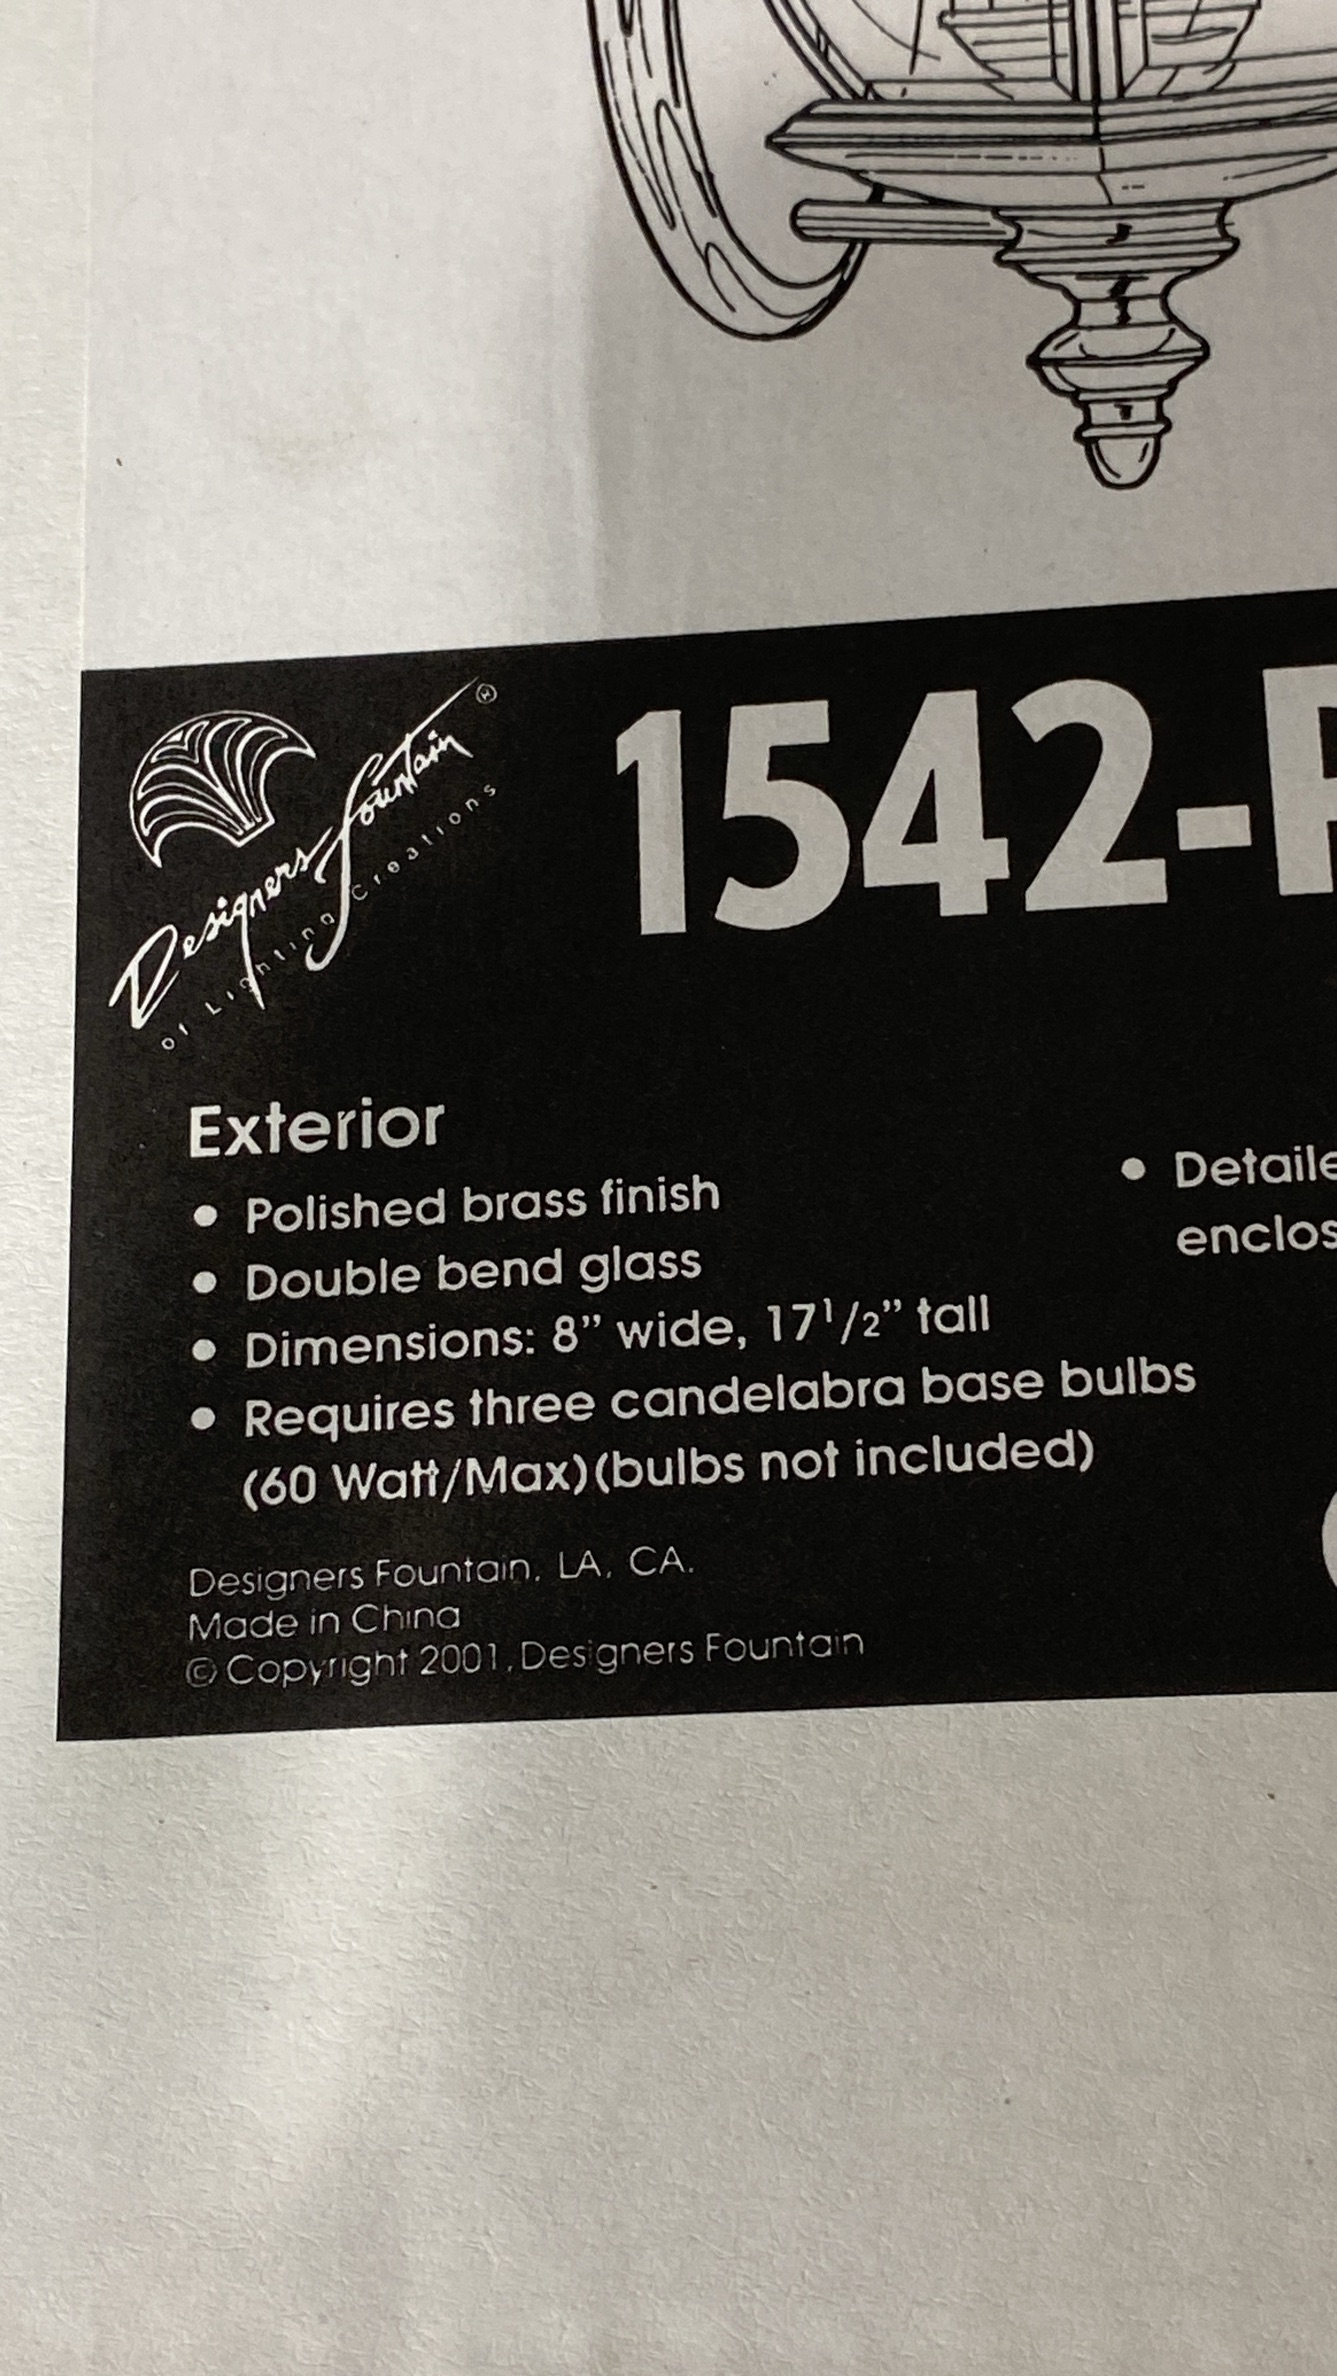 Designers Fountain ®
of Lighting Creations
1542-P
Exterior
• Polished brass finish
• Double bend glass
• Dimensions: 8” wide, 17 1/2” tall
• Requires three candelabra base bulbs
(60 Watt/Max)(bulbs not included)
• Detaile
enclos
Designers Fountain, LA, CA.
Made in China
© Copyright 2001, Designers Fountain